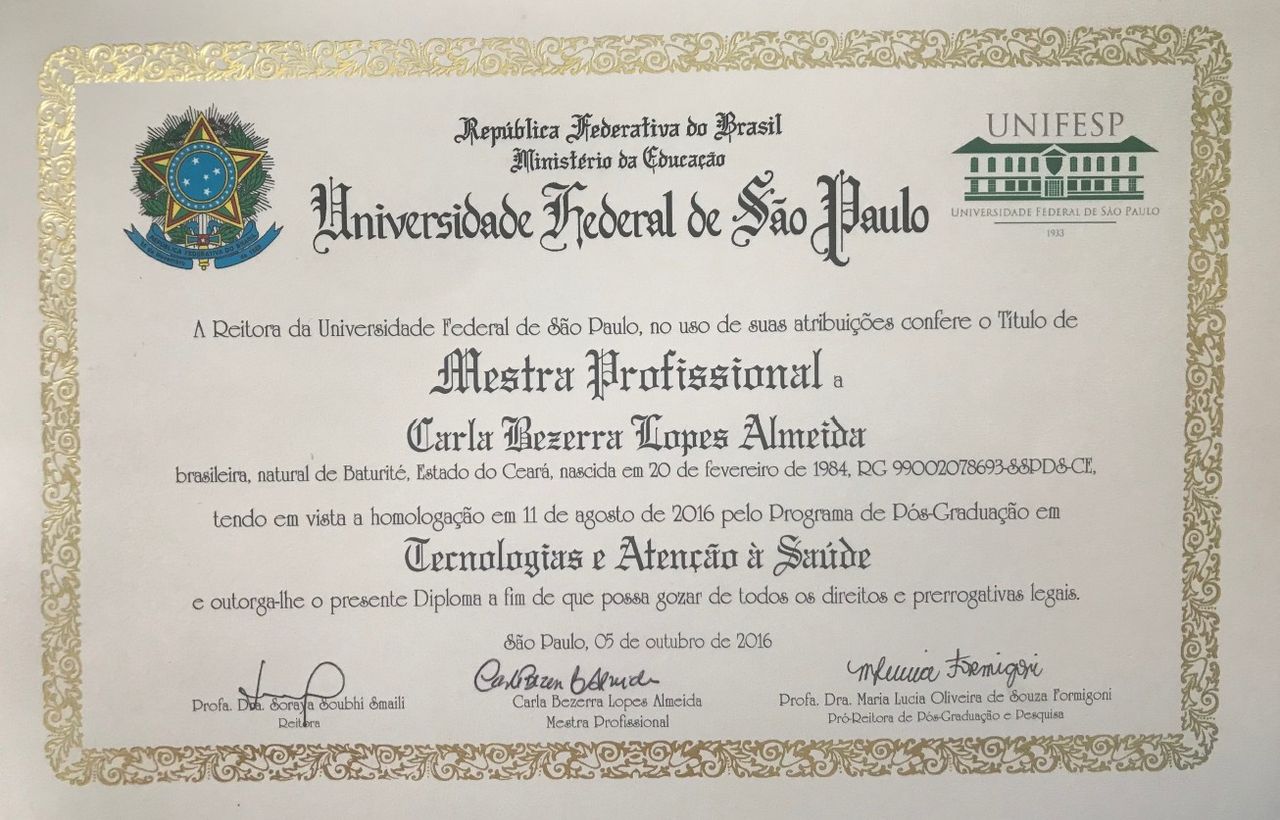 República Federativa do Brasil
Ministério da Educação
Universidade Federal de São Paulo
UNIFESP
UNIVERSIDADE FEDERAL DE SÃO PAULO
1933
A Reitora da Universidade Federal de São Paulo, no uso de suas atribuições confere o Título de
Mestra Profissional a
Carla Bezerra Lopes Almeida
brasileira, natural de Baturité, Estado do Ceará, nascida em 20 de fevereiro de 1984, RG 99002078693-SSPDS-CE,
tendo em vista a homologação em 11 de agosto de 2016 pelo Programa de Pós-Graduação em
Tecnologias e Atenção à Saúde
e outorga-lhe o presente Diploma a fim de que possa gozar de todos os direitos e prerrogativas legais.
São Paulo, 05 de outubro de 2016
Profa. Dra. Soraya Soubhi Smaili
Reitora
Carla Bezerra Lopes Almeida
Mestra Profissional
Formigoni
Profa. Dra. Maria Lucia Oliveira de Souza Formigoni
Pró-Reitora de Pós-Graduação e Pesquisa